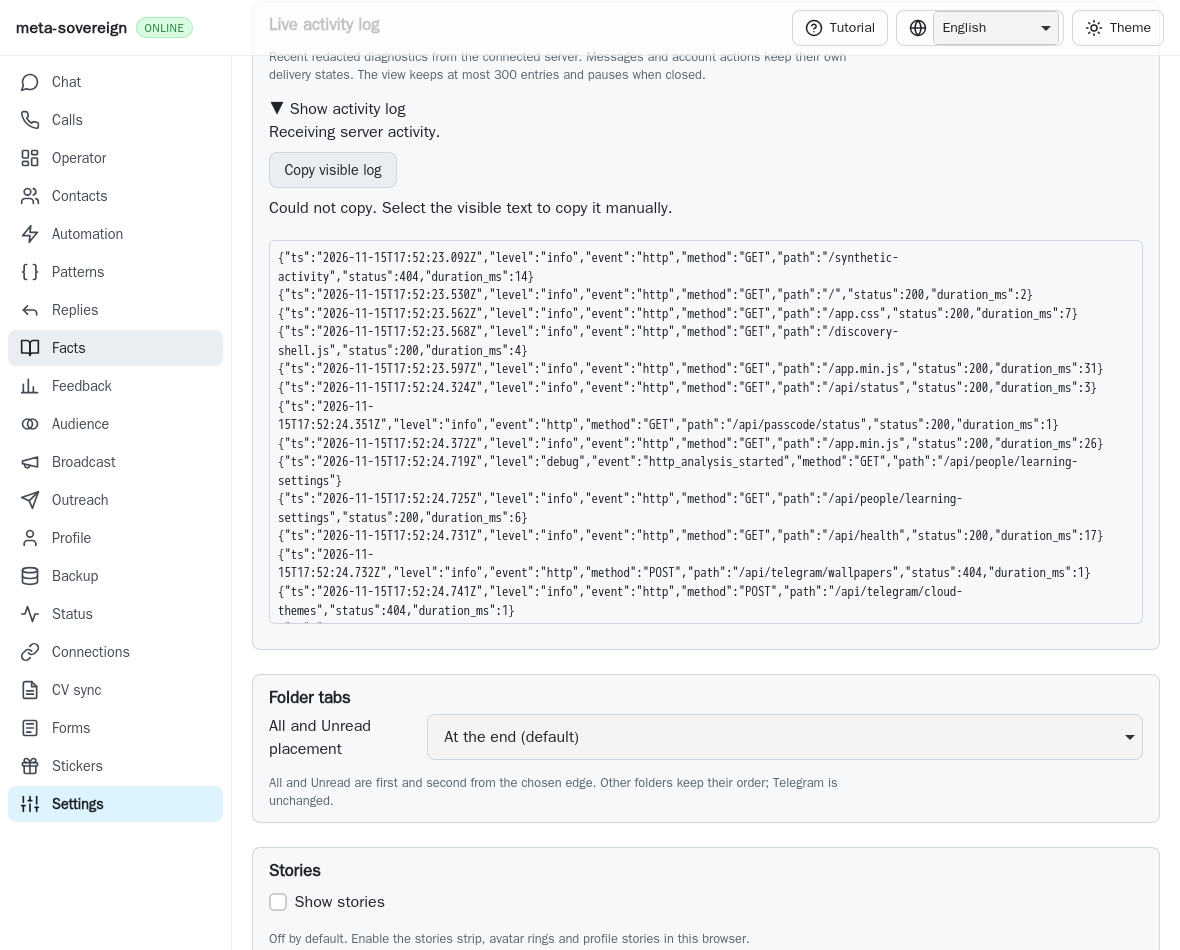 meta-sovereign ONLINE
Live activity log
Tutorial
English
Theme
Recent redacted diagnostics from the connected server. Messages and account actions keep their own
delivery states. The view keeps at most 300 entries and pauses when closed.
Chat
Calls
Operator
Contacts
Automation
Patterns
Replies
Facts
Feedback
Audience
Broadcast
Outreach
Profile
Backup
Status
Connections
CV sync
Forms
Stickers
Settings
▼ Show activity log
Receiving server activity.
Copy visible log
Could not copy. Select the visible text to copy it manually.
{"ts":"2026-11-15T17:52:23.092Z","level":"info","event":"http","method":"GET","path":"/synthetic-
activity","status":404,"duration_ms":14}
{"ts":"2026-11-15T17:52:23.530Z","level":"info","event":"http","method":"GET","path":"/","status":200,"duration_ms":2}
{"ts":"2026-11-15T17:52:23.562Z","level":"info","event":"http","method":"GET","path":"/app.css","status":200,"duration_ms":7}
{"ts":"2026-11-15T17:52:23.568Z","level":"info","event":"http","method":"GET","path":"/discovery-
shell.js","status":200,"duration_ms":4}
{"ts":"2026-11-15T17:52:23.597Z","level":"info","event":"http","method":"GET","path":"/app.min.js","status":200,"duration_ms":31}
{"ts":"2026-11-15T17:52:24.324Z","level":"info","event":"http","method":"GET","path":"/api/status","status":200,"duration_ms":3}
{"ts":"2026-11-
15T17:52:24.351Z","level":"info","event":"http","method":"GET","path":"/api/passcode/status","status":200,"duration_ms":1}
{"ts":"2026-11-15T17:52:24.372Z","level":"info","event":"http","method":"GET","path":"/app.min.js","status":200,"duration_ms":26}
{"ts":"2026-11-15T17:52:24.719Z","level":"debug","event":"http_analysis_started","method":"GET","path":"/api/people/learning-
settings"}
{"ts":"2026-11-15T17:52:24.725Z","level":"info","event":"http","method":"GET","path":"/api/people/learning-
settings","status":200,"duration_ms":6}
{"ts":"2026-11-15T17:52:24.731Z","level":"info","event":"http","method":"GET","path":"/api/health","status":200,"duration_ms":17}
{"ts":"2026-11-
15T17:52:24.732Z","level":"info","event":"http","method":"POST","path":"/api/telegram/wallpapers","status":404,"duration_ms":1}
{"ts":"2026-11-15T17:52:24.741Z","level":"info","event":"http","method":"POST","path":"/api/telegram/cloud-
themes","status":404,"duration_ms":1}
Folder tabs
All and Unread
placement
At the end (default)
All and Unread are first and second from the chosen edge. Other folders keep their order; Telegram is
unchanged.
Stories
Show stories
Off by default. Enable the stories strip, avatar rings and profile stories in this browser.